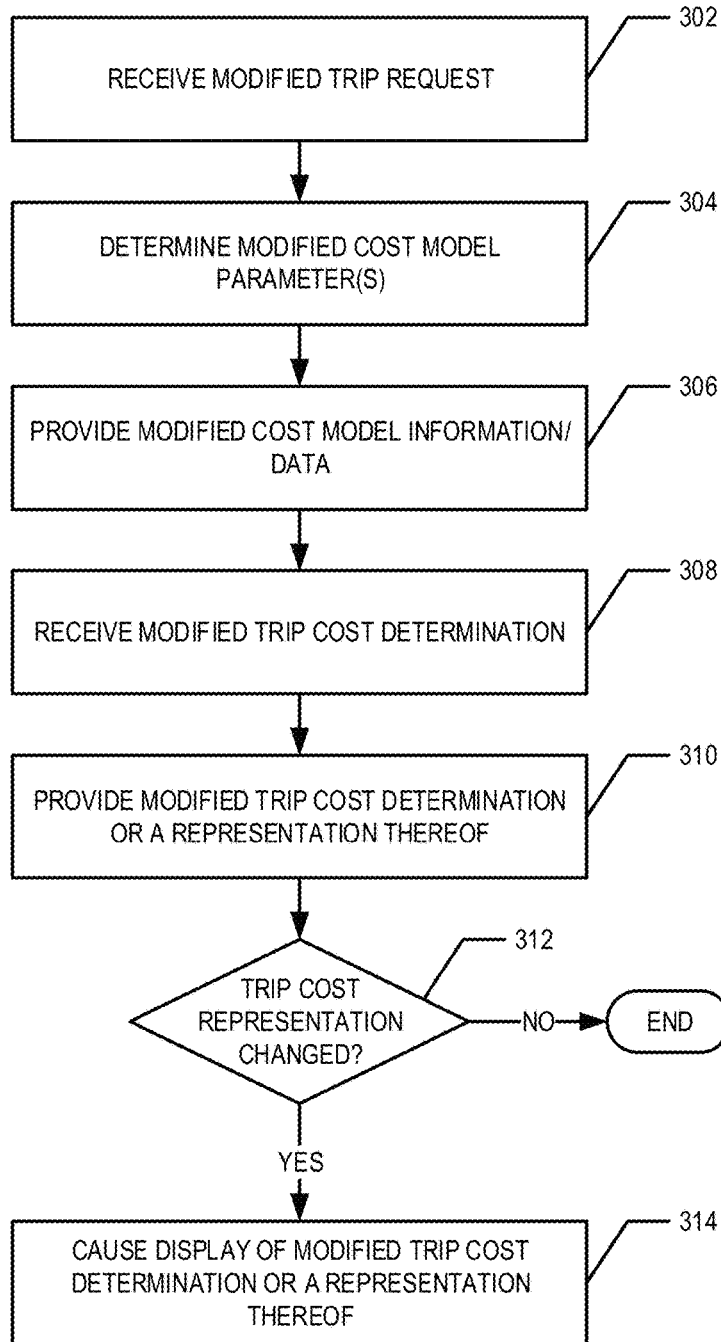 302
RECEIVE MODIFIED TRIP REQUEST
304
DETERMINE MODIFIED COST MODEL
PARAMETER(S)
306
PROVIDE MODIFIED COST MODEL INFORMATION/
DATA
308
RECEIVE MODIFIED TRIP COST DETERMINATION
310
PROVIDE MODIFIED TRIP COST DETERMINATION
OR A REPRESENTATION THEREOF
312
TRIP COST
REPRESENTATION
CHANGED?
NO
END
YES
314
CAUSE DISPLAY OF MODIFIED TRIP COST
DETERMINATION OR A REPRESENTATION
THEREOF